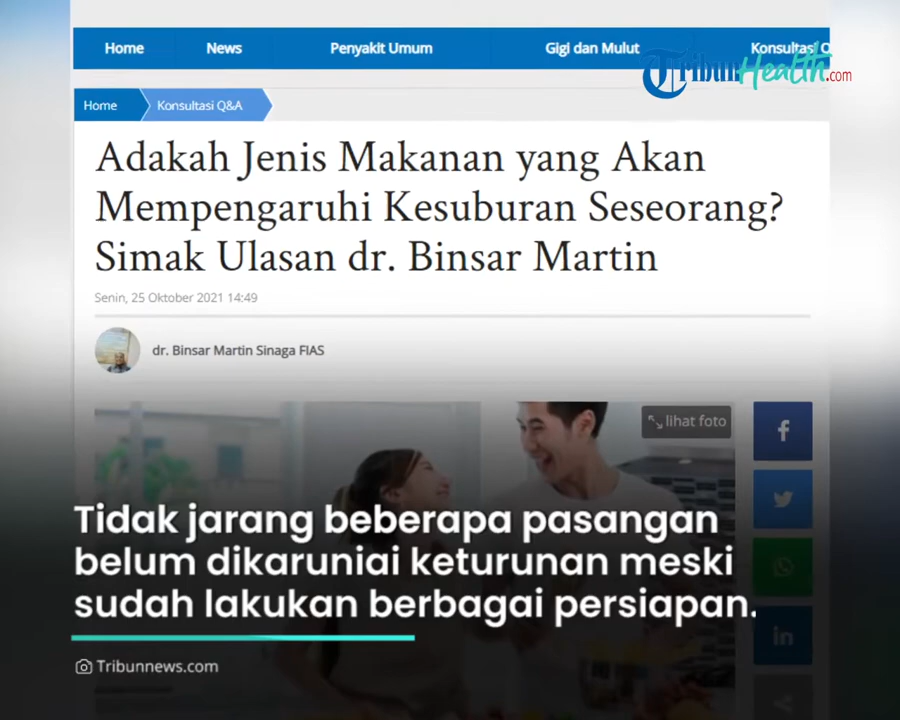 Home News Penyakit Umum Gigi dan Mulut Konsultasi Q
TribunHealth.com
Home Konsultasi Q&A
Adakah Jenis Makanan yang Akan
Mempengaruhi Kesuburan Seseorang?
Simak Ulasan dr. Binsar Martin
Senin, 25 Oktober 2021 14:49
dr. Binsar Martin Sinaga FIAS
lihat foto
Tidak jarang beberapa pasangan
belum dikaruniai keturunan meski
sudah lakukan berbagai persiapan.
Tribunnews.com